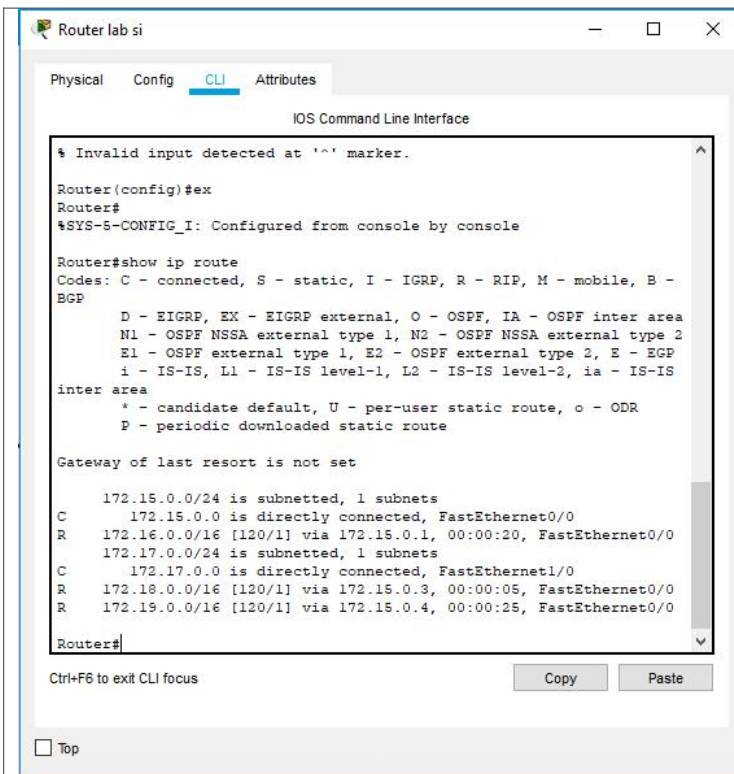 Router lab si
Physical Config CLI Attributes
IOS Command Line Interface
% Invalid input detected at '^' marker.
Router(config)#ex
Router#
%SYS-5-CONFIG_I: Configured from console by console
Router#show ip route
Codes: C - connected, S - static, I - IGRP, R - RIP, M - mobile, B -
BGP
D - EIGRP, EX - EIGRP external, O - OSPF, IA - OSPF inter area
N1 - OSPF NSSA external type 1, N2 - OSPF NSSA external type 2
E1 - OSPF external type 1, E2 - OSPF external type 2, E - EGP
i - IS-IS, L1 - IS-IS level-1, L2 - IS-IS level-2, ia - IS-IS
inter area
* - candidate default, U - per-user static route, o - ODR
P - periodic downloaded static route
Gateway of last resort is not set
172.15.0.0/24 is subnetted, 1 subnets
C 172.15.0.0 is directly connected, FastEthernet0/0
R 172.16.0.0/16 [120/1] via 172.15.0.1, 00:00:20, FastEthernet0/0
172.17.0.0/24 is subnetted, 1 subnets
C 172.17.0.0 is directly connected, FastEthernet1/0
R 172.18.0.0/16 [120/1] via 172.15.0.3, 00:00:05, FastEthernet0/0
R 172.19.0.0/16 [120/1] via 172.15.0.4, 00:00:25, FastEthernet0/0
Router#
Ctrl+F6 to exit CLI focus
Copy Paste
Top